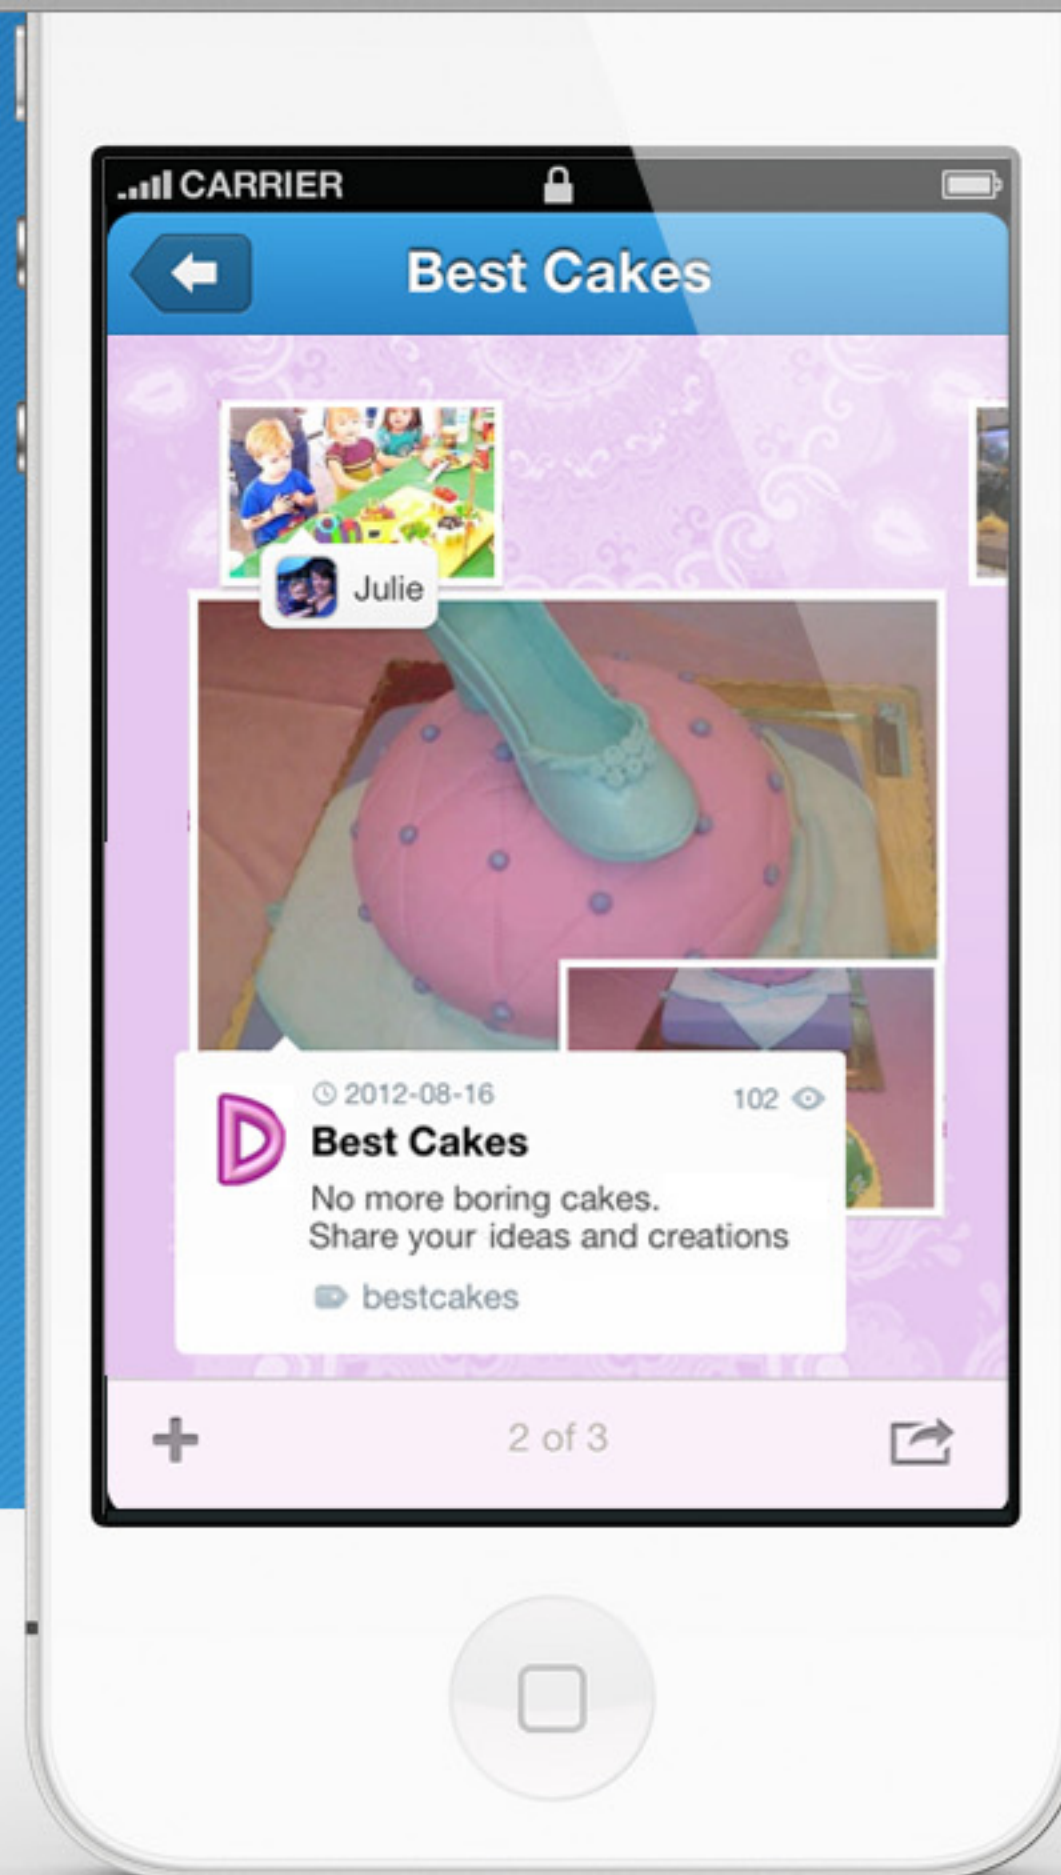 CARRIER
Best Cakes
Julie
2012-08-16
102
D
Best Cakes
No more boring cakes.
Share your ideas and creations
bestcakes
2 of 3